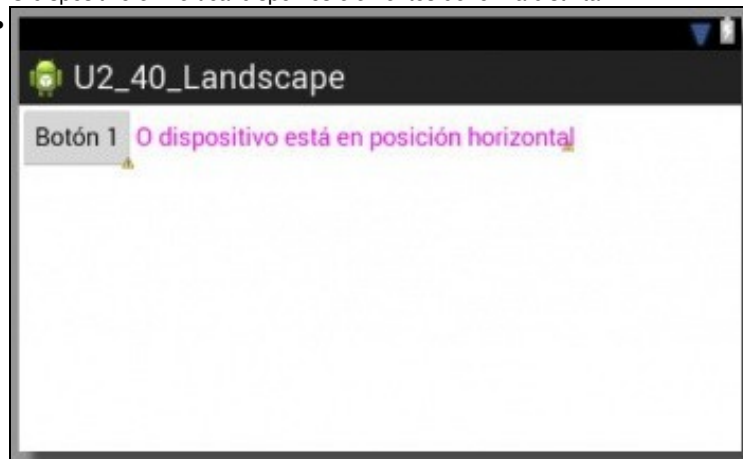 U2_40_Landscape
Botón 1 O dispositivo está en posición horizontal